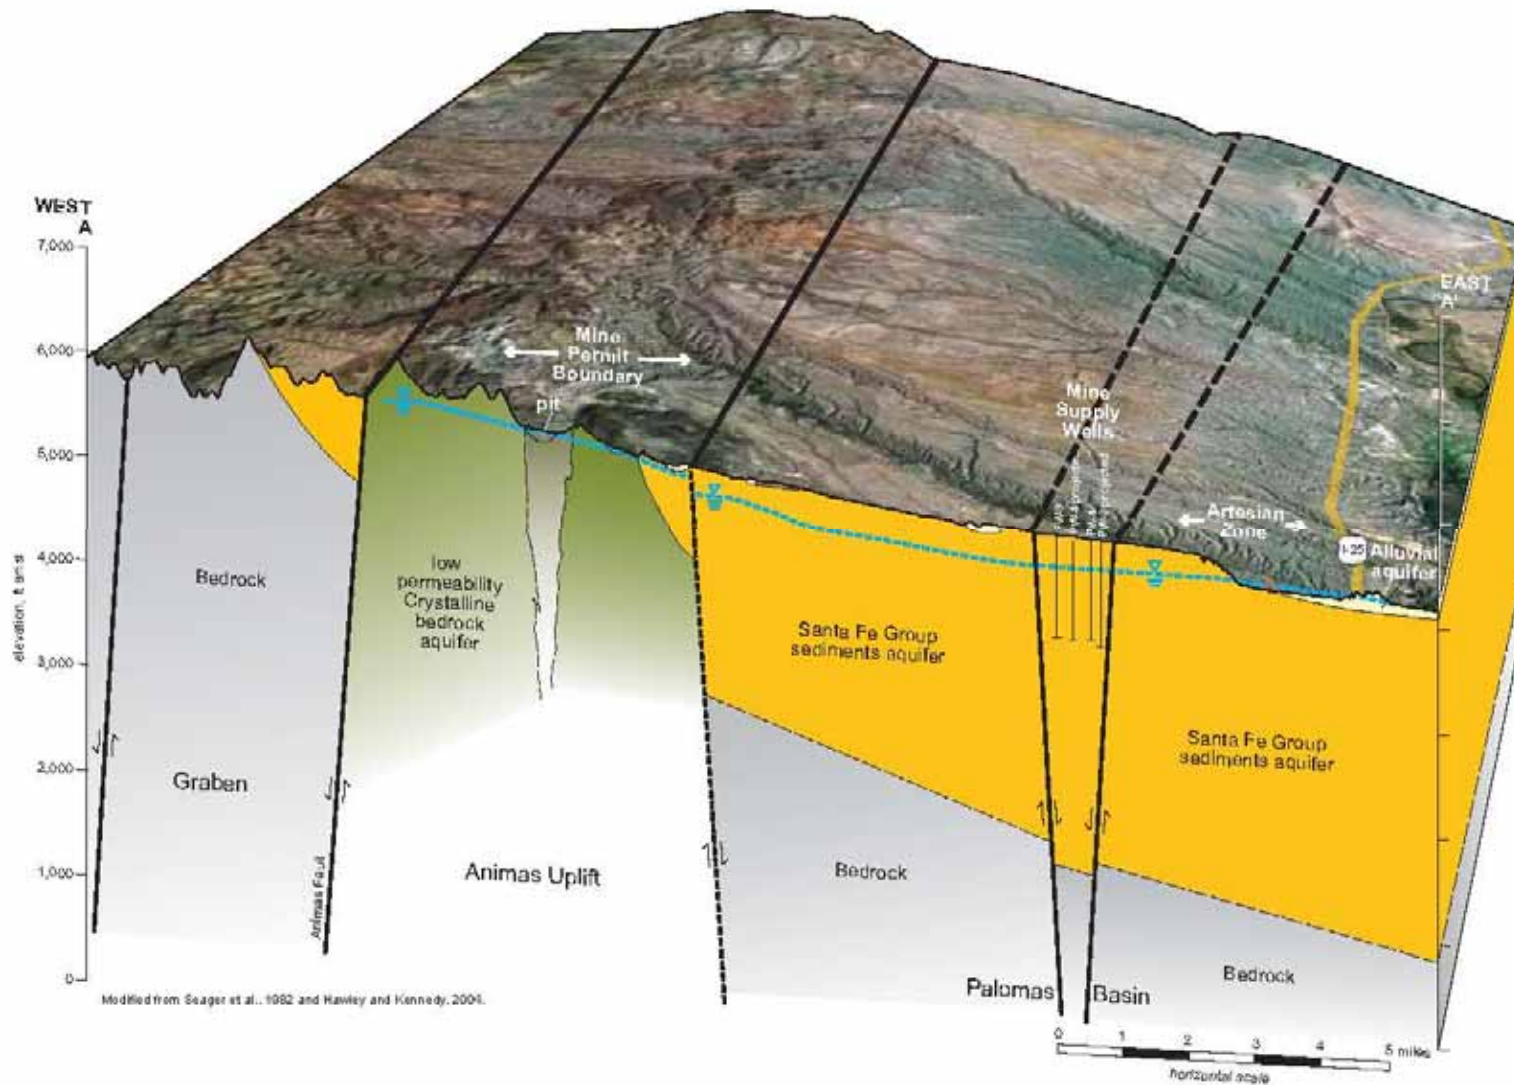 WEST
A
7,000
6,000
5,000
4,000
3,000
2,000
1,000
0
elevation, ft amsl
Mine
Permit
Boundary
pit
Mine
Supply
Wells
Artesian
Zone
I-25
Alluvial
aquifer
EAST
A'
Bedrock
low
permeability
Crystalline
bedrock
aquifer
Santa Fe Group
sediments aquifer
Santa Fe Group
sediments aquifer
Graben
Animas Fault
Animas Uplift
Bedrock
Bedrock
Palomas Basin
Modified from Seager et al., 1982 and Hawley and Kennedy, 2004.
0 1 2 3 4 5 miles
horizontal scale